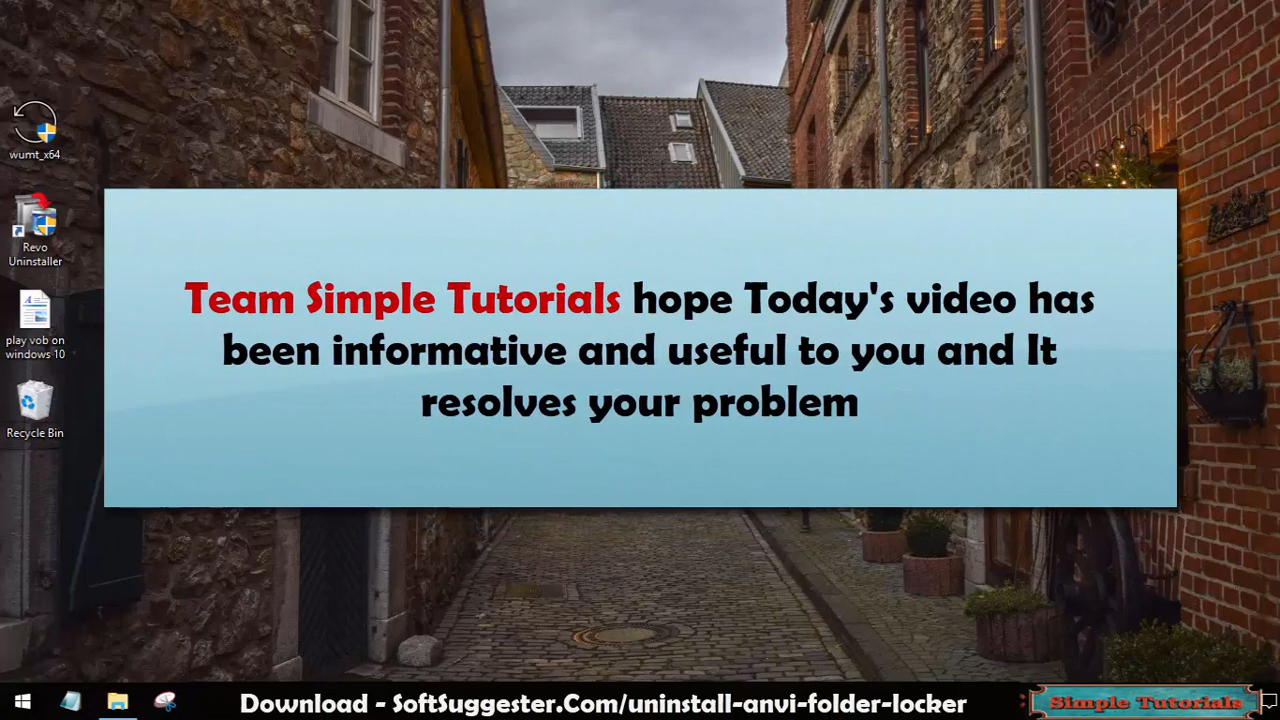 wumt_x64
Revo
Uninstaller
play vob on
windows 10
Recycle Bin
Team Simple Tutorials hope Today's video has
been informative and useful to you and It
resolves your problem
Download - SoftSuggester.Com/uninstall-anvi-folder-locker
Simple Tutorials